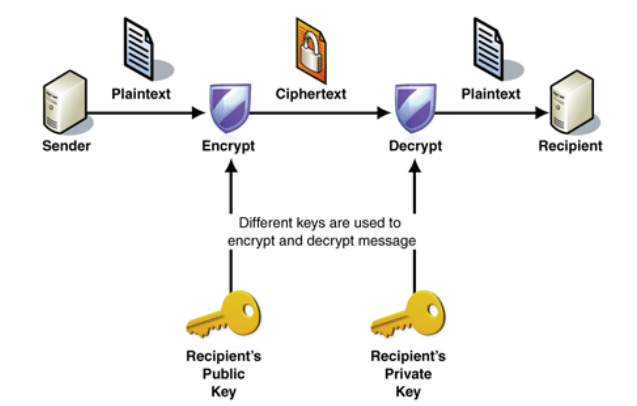 Plaintext
Ciphertext
Plaintext
Sender
Encrypt
Decrypt
Recipient
Different keys are used to
encrypt and decrypt message
Recipient's
Public
Key
Recipient's
Private
Key